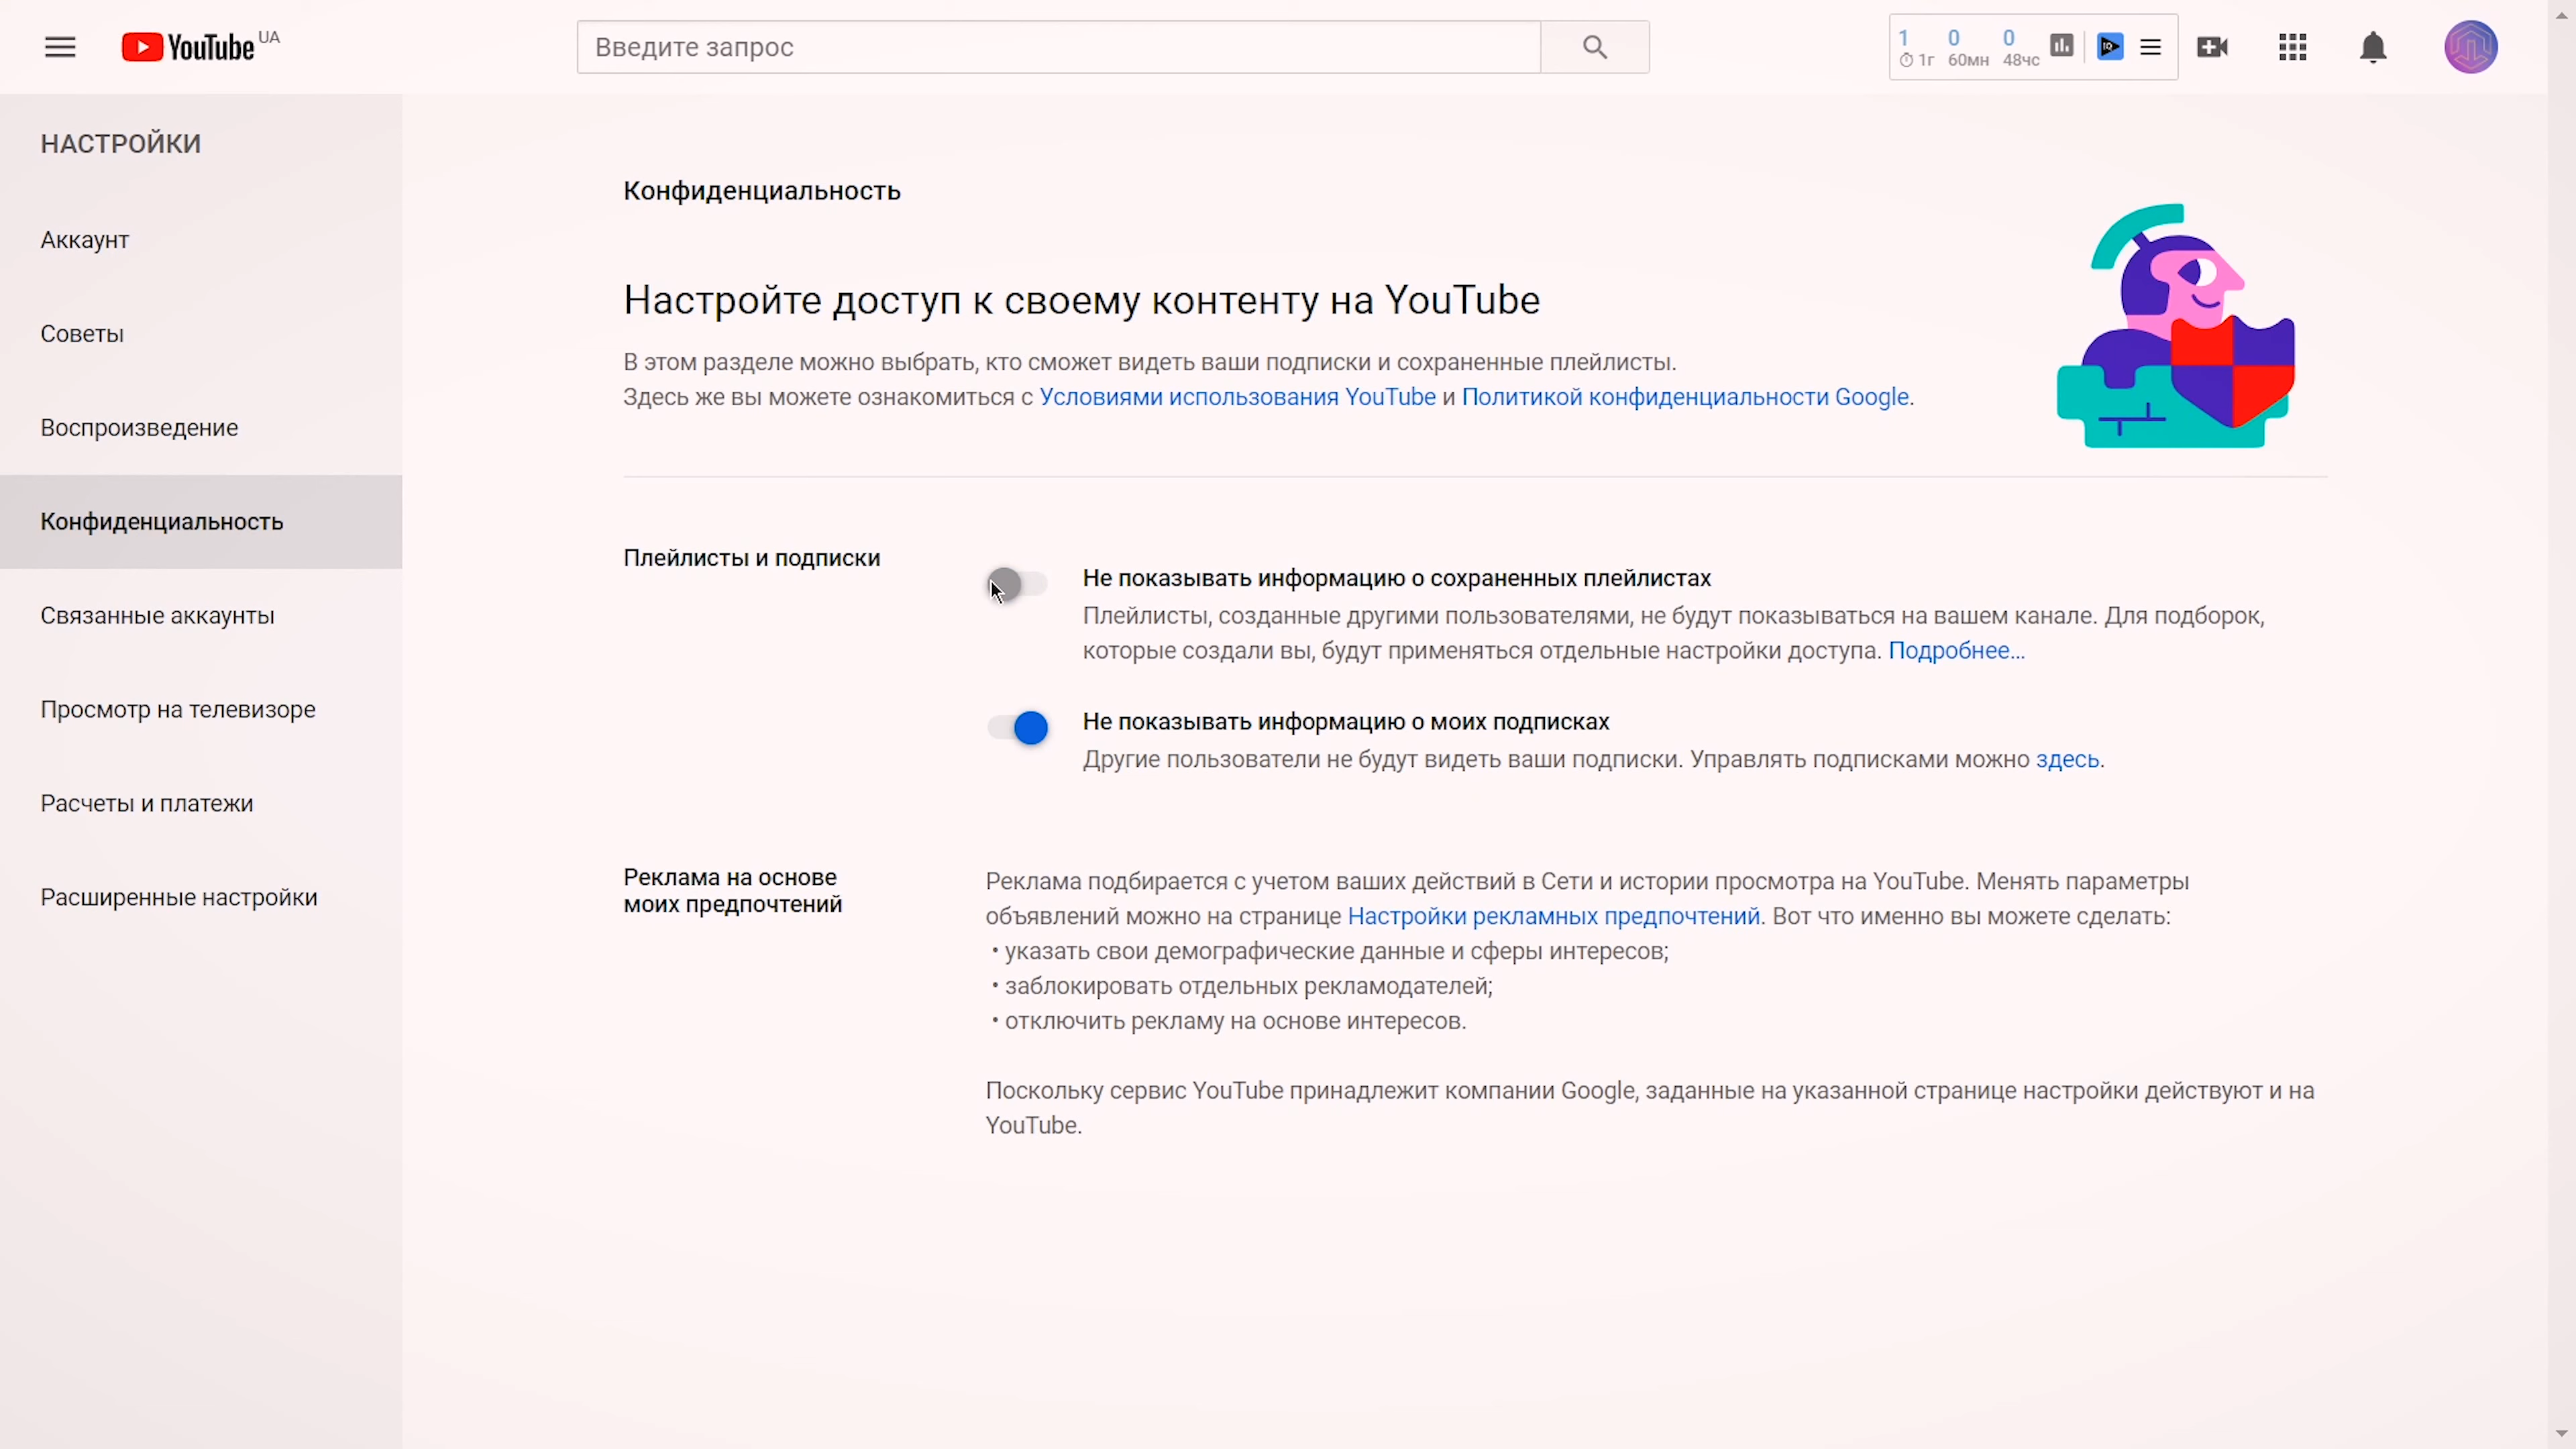 YouTube UA
Введите запрос
1 0 0
1г 60мн 48чс
НАСТРОЙКИ
Аккаунт
Советы
Воспроизведение
Конфиденциальность
Связанные аккаунты
Просмотр на телевизоре
Расчеты и платежи
Расширенные настройки
Конфиденциальность
Настройте доступ к своему контенту на YouTube
В этом разделе можно выбрать, кто сможет видеть ваши подписки и сохраненные плейлисты.
Здесь же вы можете ознакомиться с Условиями использования YouTube и Политикой конфиденциальности Google.
Плейлисты и подписки
Не показывать информацию о сохраненных плейлистах
Плейлисты, созданные другими пользователями, не будут показываться на вашем канале. Для подборок,
которые создали вы, будут применяться отдельные настройки доступа. Подробнее...
Не показывать информацию о моих подписках
Другие пользователи не будут видеть ваши подписки. Управлять подписками можно здесь.
Реклама на основе
моих предпочтений
Реклама подбирается с учетом ваших действий в Сети и истории просмотра на YouTube. Менять параметры
объявлений можно на странице Настройки рекламных предпочтений. Вот что именно вы можете сделать:
• указать свои демографические данные и сферы интересов;
• заблокировать отдельных рекламодателей;
• отключить рекламу на основе интересов.
Поскольку сервис YouTube принадлежит компании Google, заданные на указанной странице настройки действуют и на
YouTube.